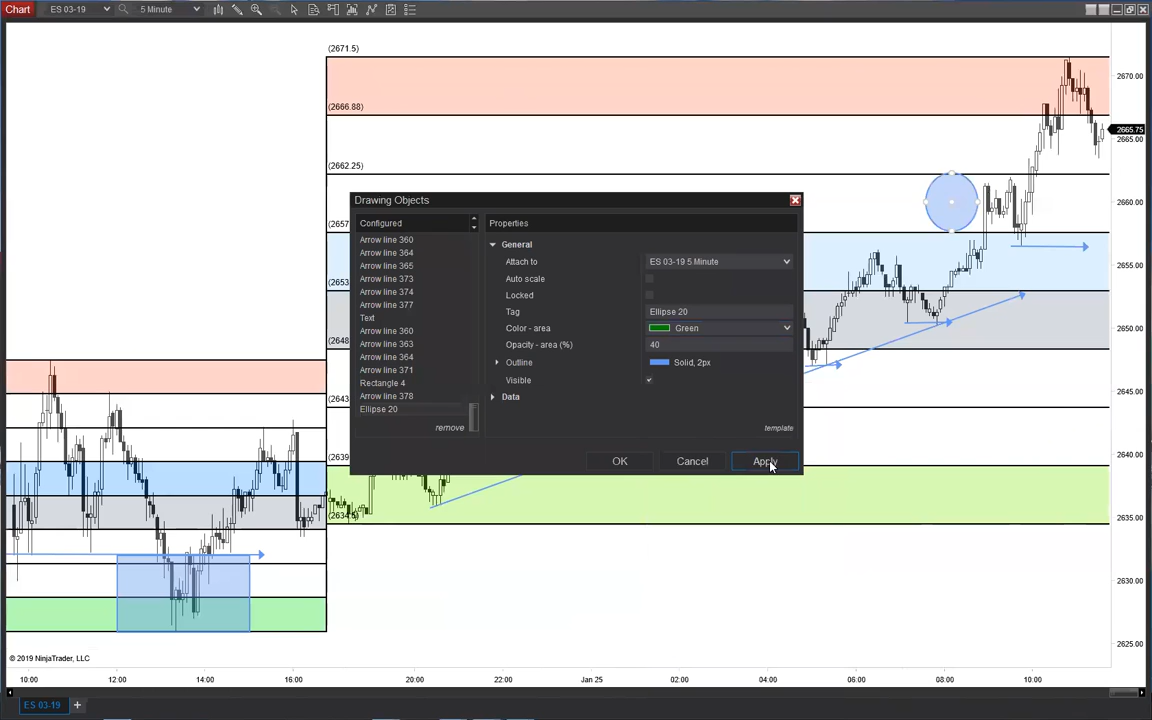 Chart ES 03-19 5 Minute
(2671.5)
2670.00
(2666.88)
2665.75
2665.00
(2662.25)
2660.00
Drawing Objects
Configured Properties
(2657
Arrow line 360
Arrow line 364
Arrow line 365
Arrow line 373
Arrow line 374
Arrow line 377
Text
Arrow line 360
Arrow line 363
Arrow line 364
Arrow line 371
Rectangle 4
Arrow line 378
Ellipse 20
remove
General
Attach to ES 03-19 5 Minute
Auto scale
Locked
Tag Ellipse 20
Color - area Green
Opacity - area (%) 40
Outline Solid, 2px
Visible
Data
template
OK Cancel Apply
2655.00
(2653
2650.00
(2648
2645.00
(2643
2640.00
2635.00
(2634.5)
2630.00
2625.00
© 2019 NinjaTrader, LLC
10:00 12:00 14:00 16:00 20:00 22:00 Jan 25 02:00 04:00 06:00 08:00 10:00
ES 03-19 +